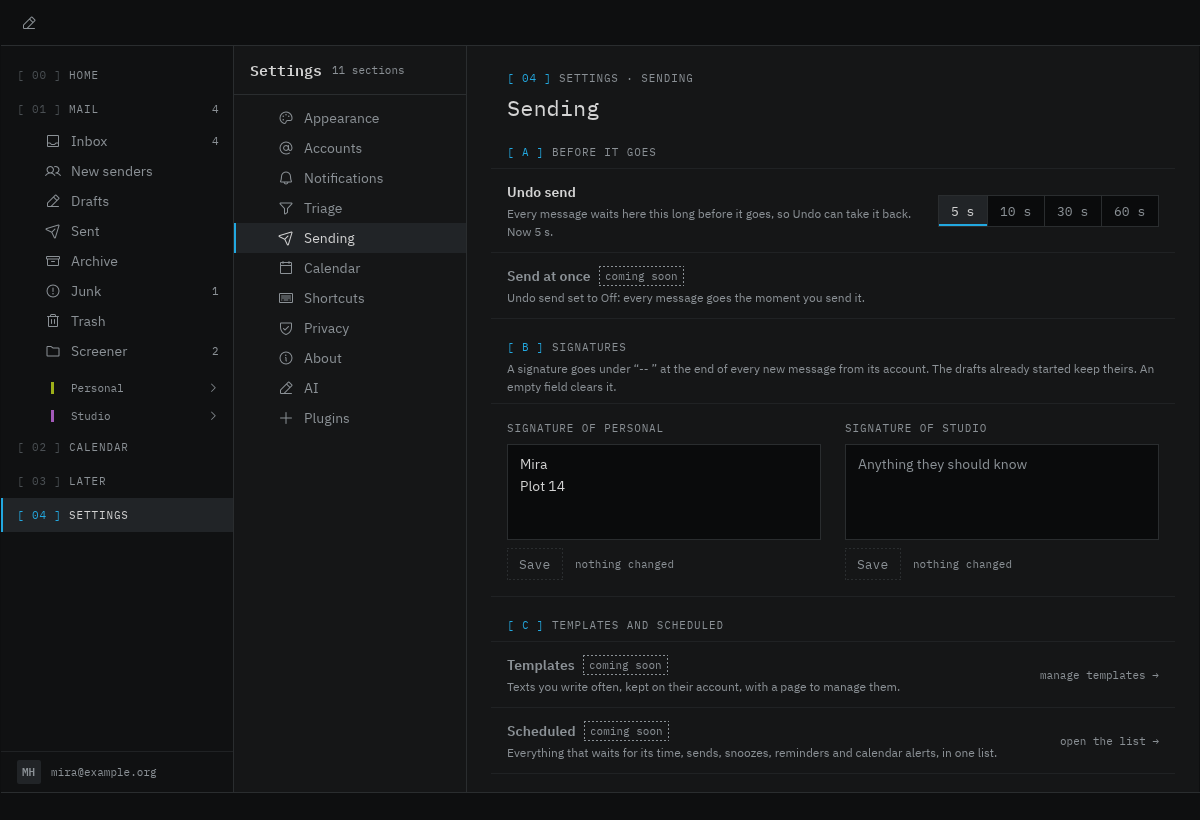 [ 00 ] HOME
[ 01 ] MAIL 4
Inbox 4
New senders
Drafts
Sent
Archive
Junk 1
Trash
Screener 2
Personal
Studio
[ 02 ] CALENDAR
[ 03 ] LATER
[ 04 ] SETTINGS
MH mira@example.org
Settings 11 sections
Appearance
Accounts
Notifications
Triage
Sending
Calendar
Shortcuts
Privacy
About
AI
Plugins
[ 04 ] SETTINGS · SENDING
Sending
[ A ] BEFORE IT GOES
Undo send
Every message waits here this long before it goes, so Undo can take it back.
Now 5 s.
5 s 10 s 30 s 60 s
Send at once coming soon
Undo send set to Off: every message goes the moment you send it.
[ B ] SIGNATURES
A signature goes under “-- ” at the end of every new message from its account. The drafts already started keep theirs. An
empty field clears it.
SIGNATURE OF PERSONAL
Mira
Plot 14
Save nothing changed
SIGNATURE OF STUDIO
Anything they should know
Save nothing changed
[ C ] TEMPLATES AND SCHEDULED
Templates coming soon
Texts you write often, kept on their account, with a page to manage them.
manage templates →
Scheduled coming soon
Everything that waits for its time, sends, snoozes, reminders and calendar alerts, in one list.
open the list →